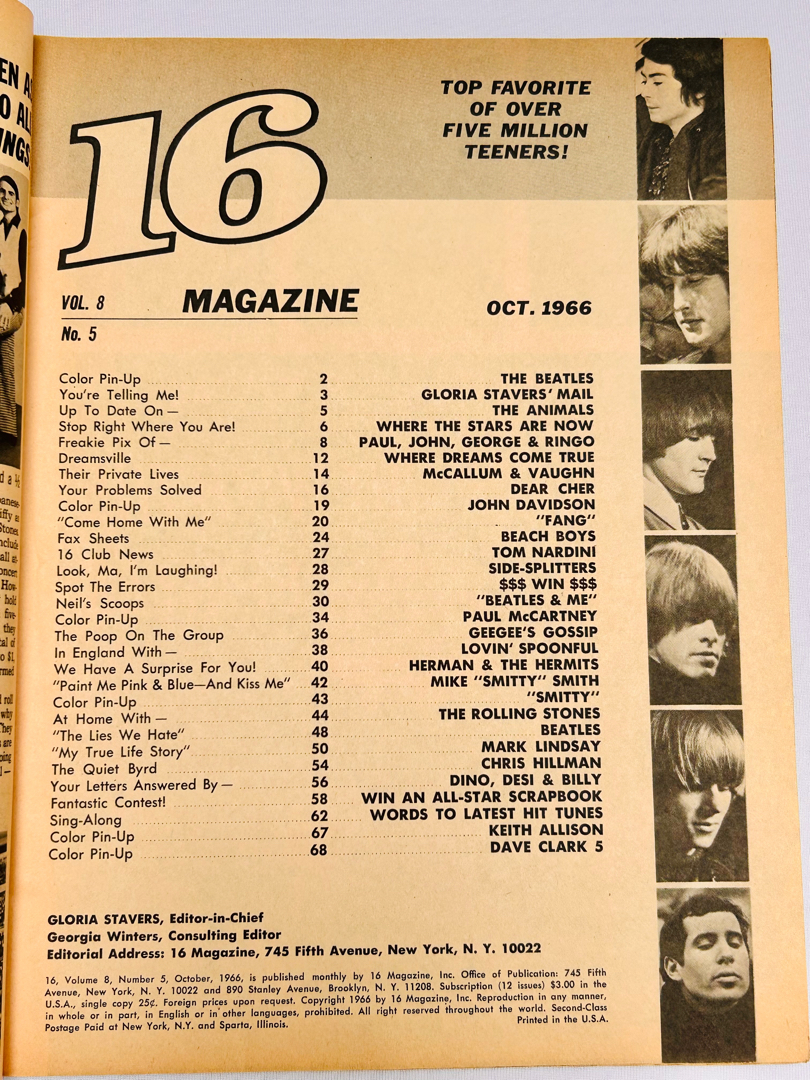 EN
O AL
INGS
16
TOP FAVORITE
OF OVER
FIVE MILLION
TEENERS!
VOL. 8
MAGAZINE
OCT. 1966
No. 5
Color Pin-Up 2 THE BEATLES
You're Telling Me! 3 GLORIA STAVERS' MAIL
Up To Date On — 5 THE ANIMALS
Stop Right Where You Are! 6 WHERE THE STARS ARE NOW
Freakie Pix Of — 8 PAUL, JOHN, GEORGE & RINGO
Dreamsville 12 WHERE DREAMS COME TRUE
Their Private Lives 14 McCALLUM & VAUGHN
Your Problems Solved 16 DEAR CHER
Color Pin-Up 19 JOHN DAVIDSON
"Come Home With Me" 20 "FANG"
Fax Sheets 24 BEACH BOYS
16 Club News 27 TOM NARDINI
Look, Ma, I'm Laughing! 28 SIDE-SPLITTERS
Spot The Errors 29 $$$ WIN $$$
Neil's Scoops 30 "BEATLES & ME"
Color Pin-Up 34 PAUL McCARTNEY
The Poop On The Group 36 GEEGEE'S GOSSIP
In England With — 38 LOVIN' SPOONFUL
We Have A Surprise For You! 40 HERMAN & THE HERMITS
"Paint Me Pink & Blue—And Kiss Me" 42 MIKE "SMITTY" SMITH
Color Pin-Up 43 "SMITTY"
At Home With — 44 THE ROLLING STONES
"The Lies We Hate" 48 BEATLES
"My True Life Story" 50 MARK LINDSAY
The Quiet Byrd 54 CHRIS HILLMAN
Your Letters Answered By — 56 DINO, DESI & BILLY
Fantastic Contest! 58 WIN AN ALL-STAR SCRAPBOOK
Sing-Along 62 WORDS TO LATEST HIT TUNES
Color Pin-Up 67 KEITH ALLISON
Color Pin-Up 68 DAVE CLARK 5
GLORIA STAVERS, Editor-in-Chief
Georgia Winters, Consulting Editor
Editorial Address: 16 Magazine, 745 Fifth Avenue, New York, N. Y. 10022
16, Volume 8, Number 5, October, 1966, is published monthly by 16 Magazine, Inc. Office of Publication: 745 Fifth
Avenue, New York, N. Y. 10022 and 890 Stanley Avenue, Brooklyn, N. Y. 11208. Subscription (12 issues) $3.00 in the
U.S.A., single copy 25¢. Foreign prices upon request. Copyright 1966 by 16 Magazine, Inc. Reproduction in any manner,
in whole or in part, in English or in other languages, prohibited. All right reserved throughout the world. Second-Class
Postage Paid at New York, N.Y. and Sparta, Illinois. Printed in the U.S.A.